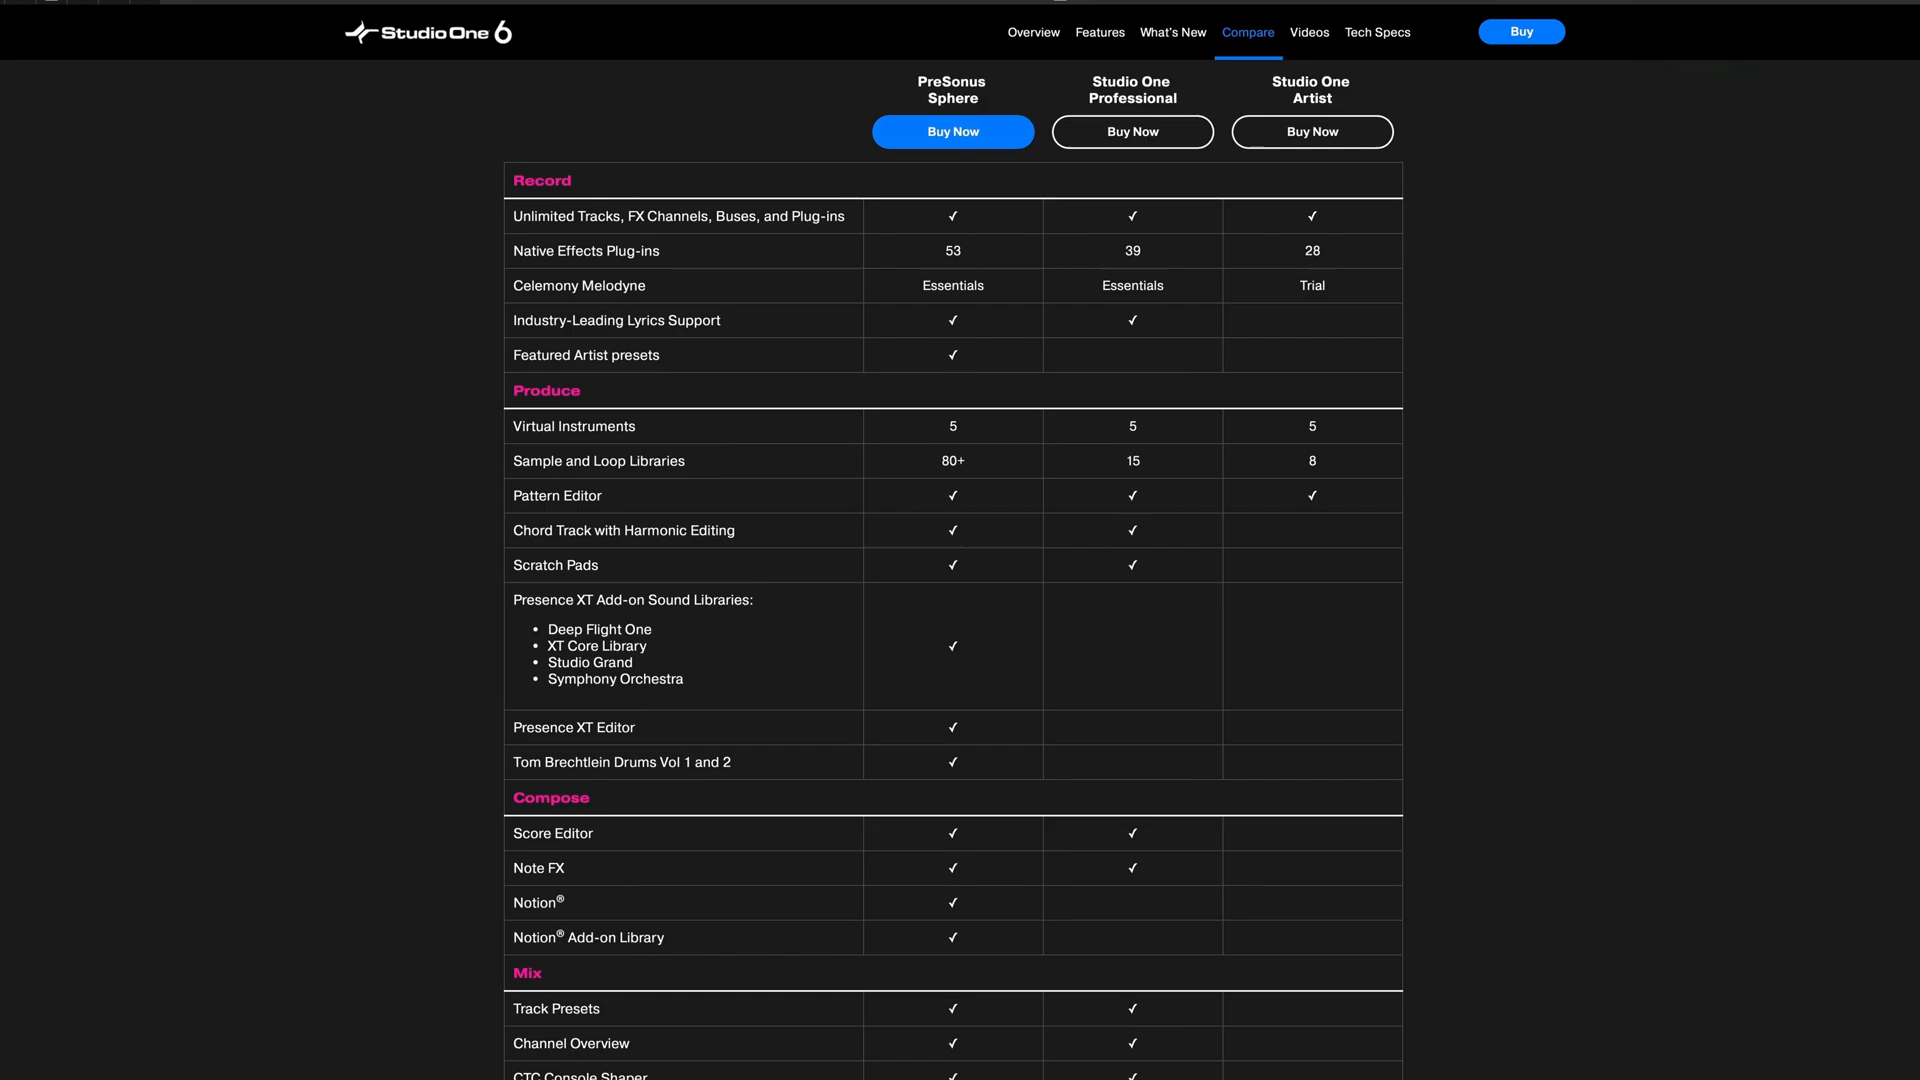 Studio One 6
Overview Features What's New Compare Videos Tech Specs Buy
PreSonus Sphere Studio One Professional Studio One Artist
Buy Now Buy Now Buy Now
Record
Unlimited Tracks, FX Channels, Buses, and Plug-ins ✓ ✓ ✓
Native Effects Plug-ins 53 39 28
Celemony Melodyne Essentials Essentials Trial
Industry-Leading Lyrics Support ✓ ✓
Featured Artist presets ✓
Produce
Virtual Instruments 5 5 5
Sample and Loop Libraries 80+ 15 8
Pattern Editor ✓ ✓ ✓
Chord Track with Harmonic Editing ✓ ✓
Scratch Pads ✓ ✓
Presence XT Add-on Sound Libraries:
• Deep Flight One
• XT Core Library
• Studio Grand
• Symphony Orchestra
✓
Presence XT Editor ✓
Tom Brechtlein Drums Vol 1 and 2 ✓
Compose
Score Editor ✓ ✓
Note FX ✓ ✓
Notion® ✓
Notion® Add-on Library ✓
Mix
Track Presets ✓ ✓
Channel Overview ✓ ✓
CTC Console Shaper ✓ ✓